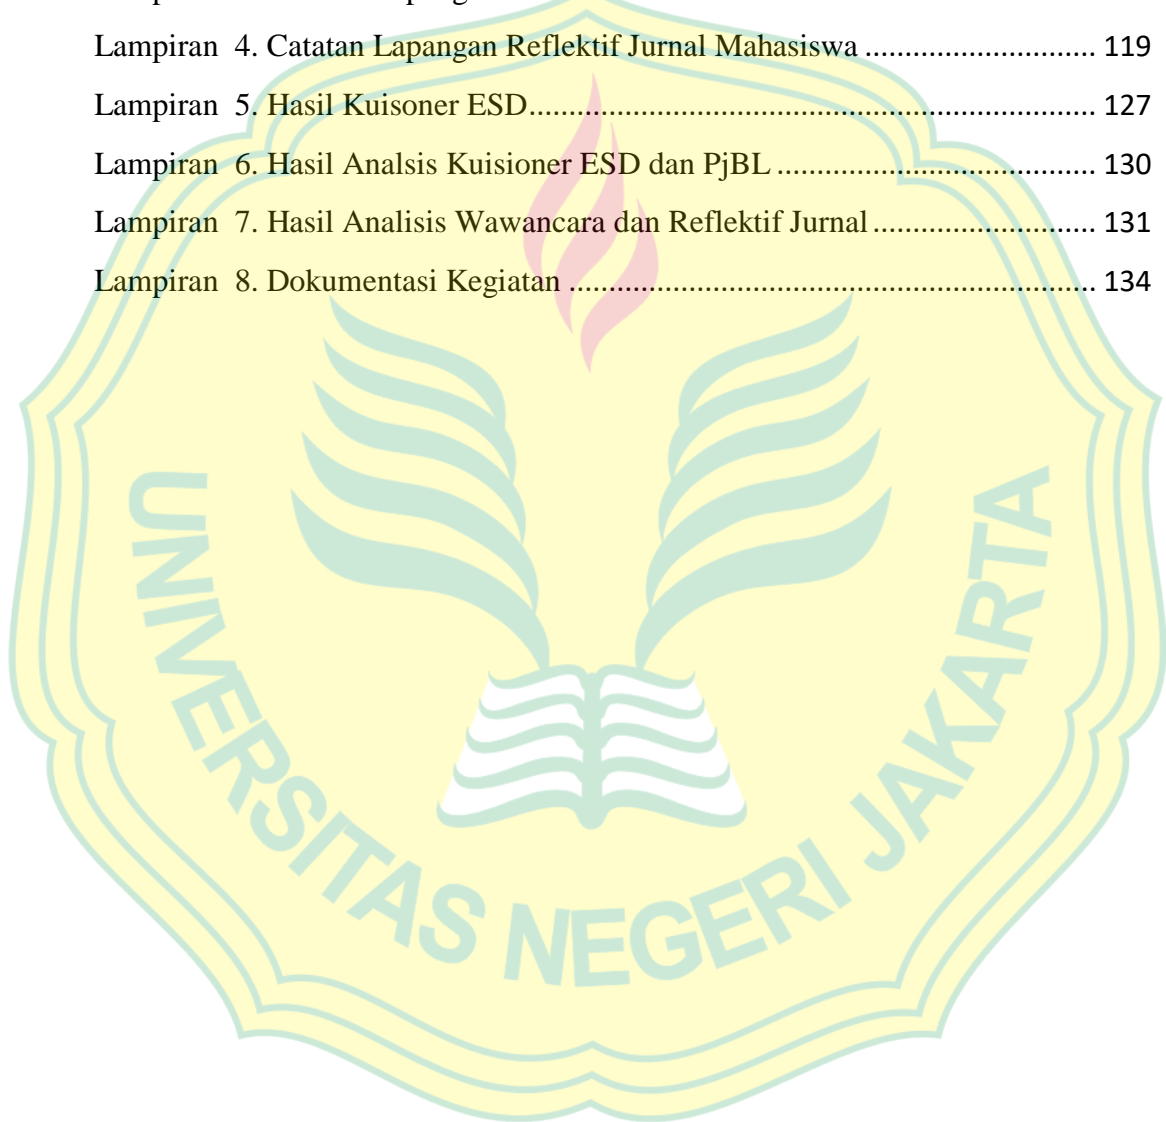 Lampiran  4. Catatan Lapangan Reflektif Jurnal Mahasiswa ............................. 119
Lampiran  5. Hasil Kuisoner ESD....................................................................... 127
Lampiran  6. Hasil Analsis Kuisioner ESD dan PjBL ........................................ 130
Lampiran  7. Hasil Analisis Wawancara dan Reflektif Jurnal ............................ 131
Lampiran  8. Dokumentasi Kegiatan .................................................................. 134
UNIVERSITAS NEGERI JAKARTA